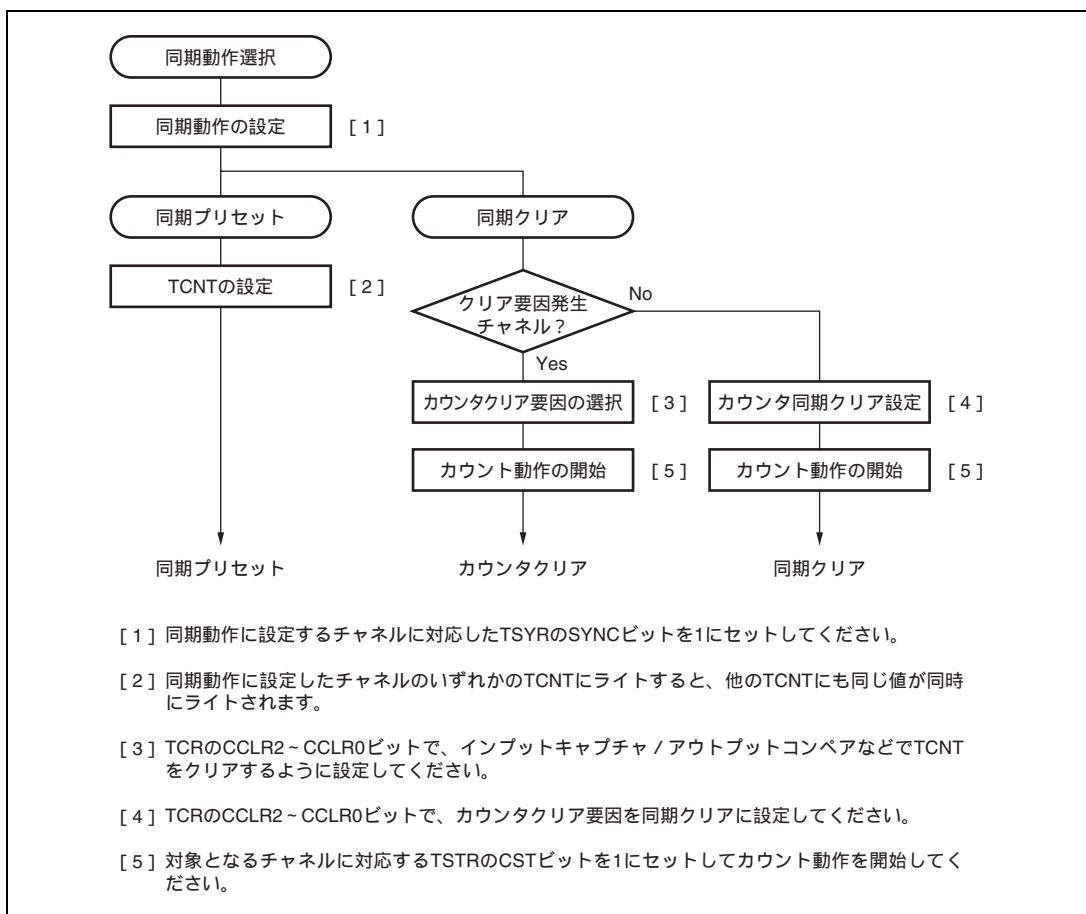 同期動作選択
同期動作の設定 [1]
同期プリセット 同期クリア
TCNTの設定 [2]
クリア要因発生
チャネル？
No
Yes
カウンタクリア要因の選択 [3] カウンタ同期クリア設定 [4]
カウント動作の開始 [5] カウント動作の開始 [5]
同期プリセット カウンタクリア 同期クリア
[1] 同期動作に設定するチャネルに対応したTSYRのSYNCビットを1にセットしてください。
[2] 同期動作に設定したチャネルのいずれかのTCNTにライトすると、他のTCNTにも同じ値が同時
にライトされます。
[3] TCRのCCLR2～CCLR0ビットで、インプットキャプチャ／アウトプットコンペアなどでTCNT
をクリアするように設定してください。
[4] TCRのCCLR2～CCLR0ビットで、カウンタクリア要因を同期クリアに設定してください。
[5] 対象となるチャネルに対応するTSTRのCSTビットを1にセットしてカウント動作を開始してく
ださい。